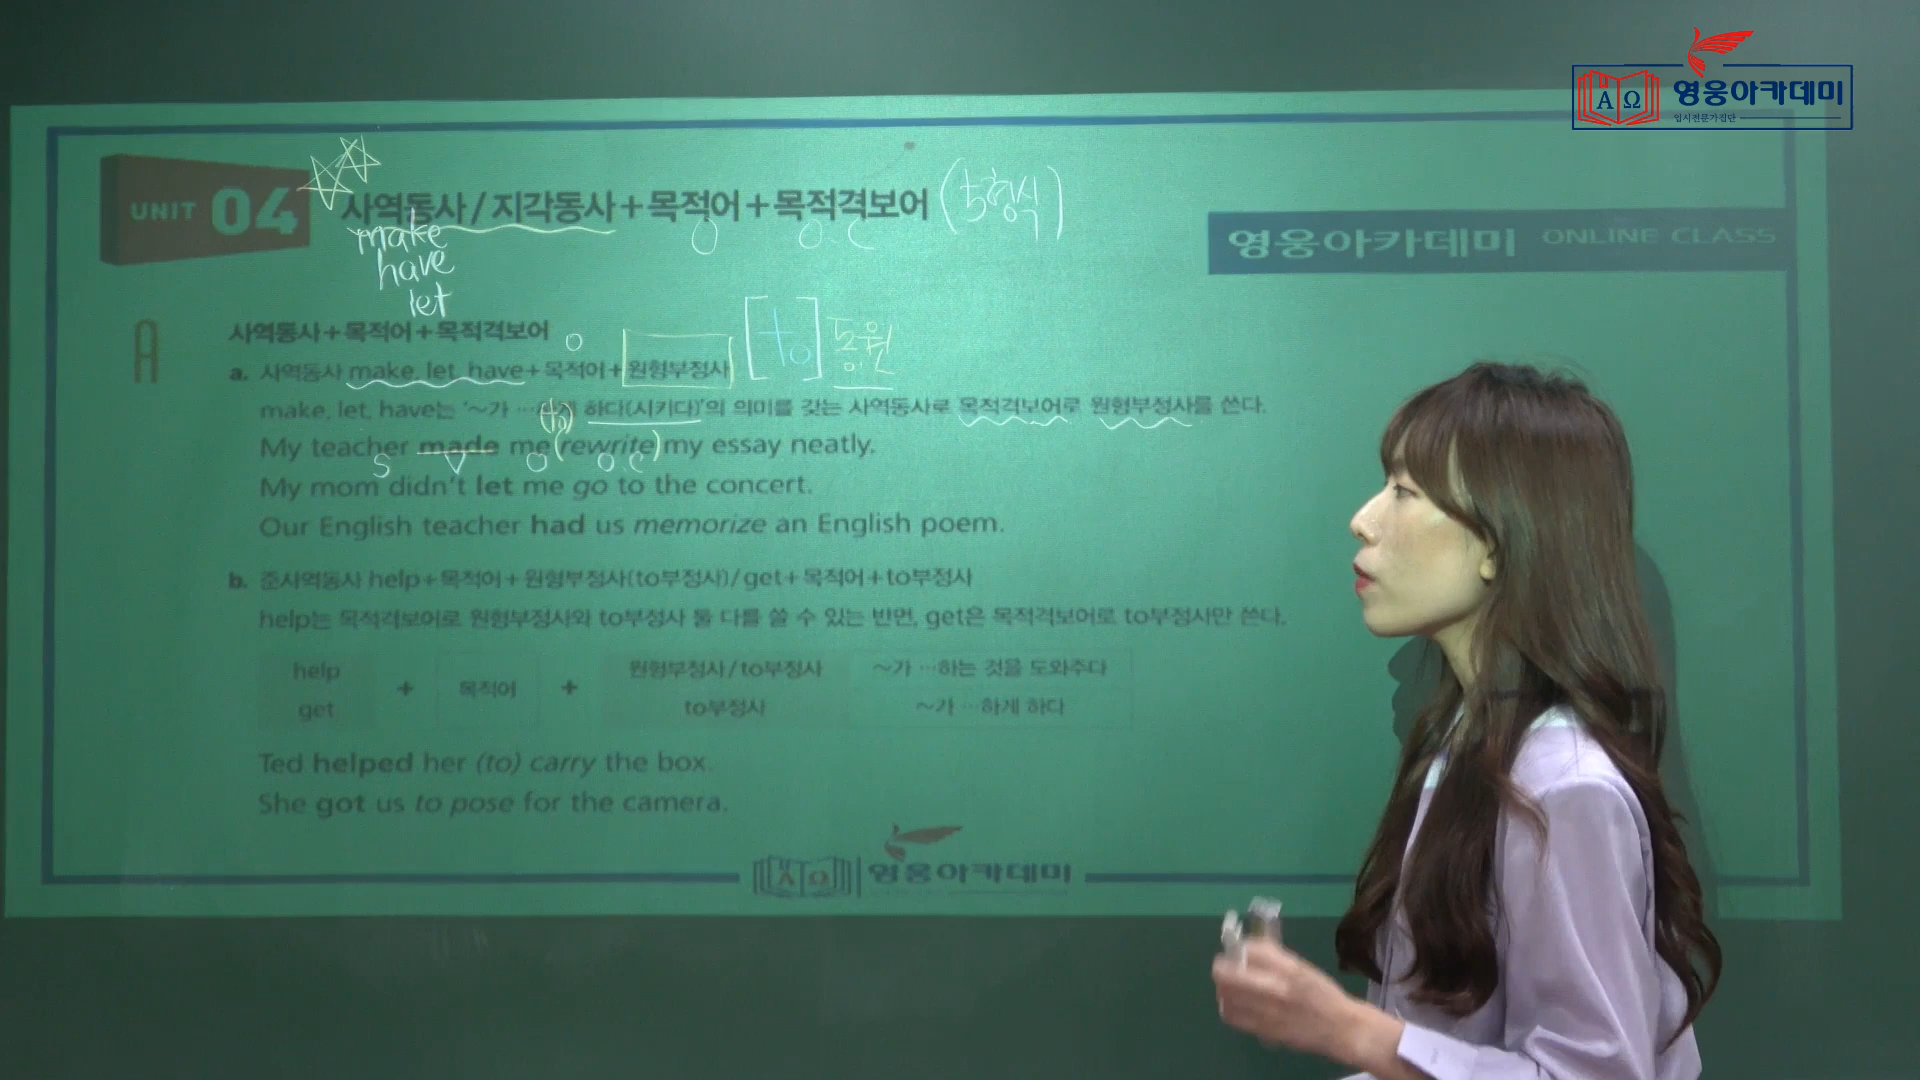 ΑΩ 영웅아카데미
입시전문가집단
UNIT 04 사역동사/지각동사+목적어+목적격보어 (5형식)
make O O.C
have
let
영웅아카데미 ONLINE CLASS
A 사역동사+목적어+목적격보어
O [to] 동원
a. 사역동사 make, let, have+목적어+원형부정사
make, let, have는 '~가 …하게 하다(시키다)'의 의미를 갖는 사역동사로 목적격보어로 원형부정사를 쓴다.
(to)
My teacher made me (rewrite) my essay neatly.
S V O O.C
My mom didn't let me go to the concert.
Our English teacher had us memorize an English poem.
b. 준사역동사 help+목적어+원형부정사(to부정사)/get+목적어+to부정사
help는 목적격보어로 원형부정사와 to부정사 둘 다를 쓸 수 있는 반면, get은 목적격보어로 to부정사만 쓴다.
help 원형부정사/to부정사 ~가 …하는 것을 도와주다
+ 목적어 +
get to부정사 ~가 …하게 하다
Ted helped her (to) carry the box.
She got us to pose for the camera.
ΑΩ 영웅아카데미